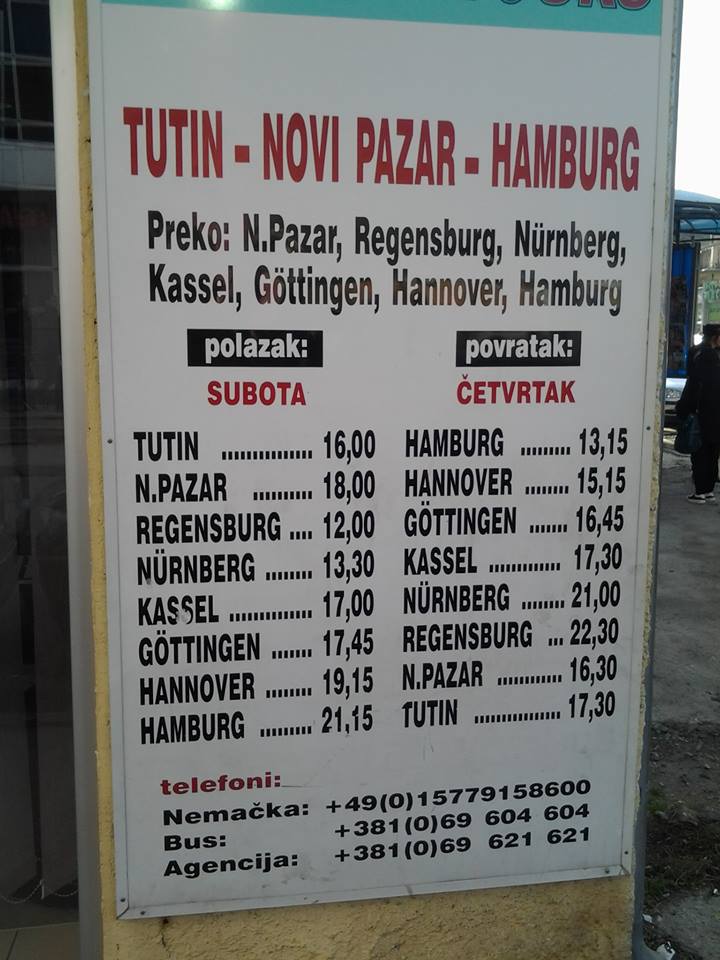 TUTIN - NOVI PAZAR - HAMBURG
Preko: N.Pazar, Regensburg, Nürnberg,
Kassel, Göttingen, Hannover, Hamburg
polazak:
SUBOTA
TUTIN ............... 16,00
N.PAZAR .......... 18,00
REGENSBURG .... 12,00
NÜRNBERG ........ 13,30
KASSEL .............. 17,00
GÖTTINGEN ....... 17,45
HANNOVER ........ 19,15
HAMBURG ......... 21,15
povratak:
ČETVRTAK
HAMBURG ......... 13,15
HANNOVER ........ 15,15
GÖTTINGEN ....... 16,45
KASSEL ............. 17,30
NÜRNBERG ........ 21,00
REGENSBURG ... 22,30
N.PAZAR ............ 16,30
TUTIN ................ 17,30
telefoni:
Nemačka: +49(0)15779158600
Bus: +381(0)69 604 604
Agencija: +381(0)69 621 621